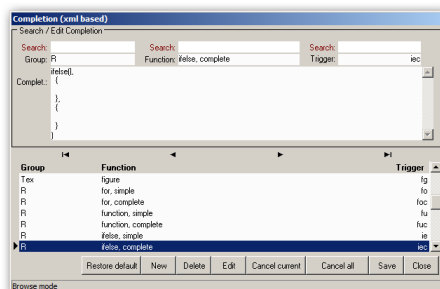 Completion (xml based)
Search / Edit Completion
Search: Search: Search:
Group: R Function: ifelse, complete Trigger: iec
Complet.: ifelse(),
{
},
{
}
)
Group Function Trigger
Tex figure fg
R for, simple fo
R for, complete foc
R function, simple fu
R function, complete fuc
R ifelse, simple ie
R ifelse, complete iec
Restore default New Delete Edit Cancel current Cancel all Save Close
Browse mode